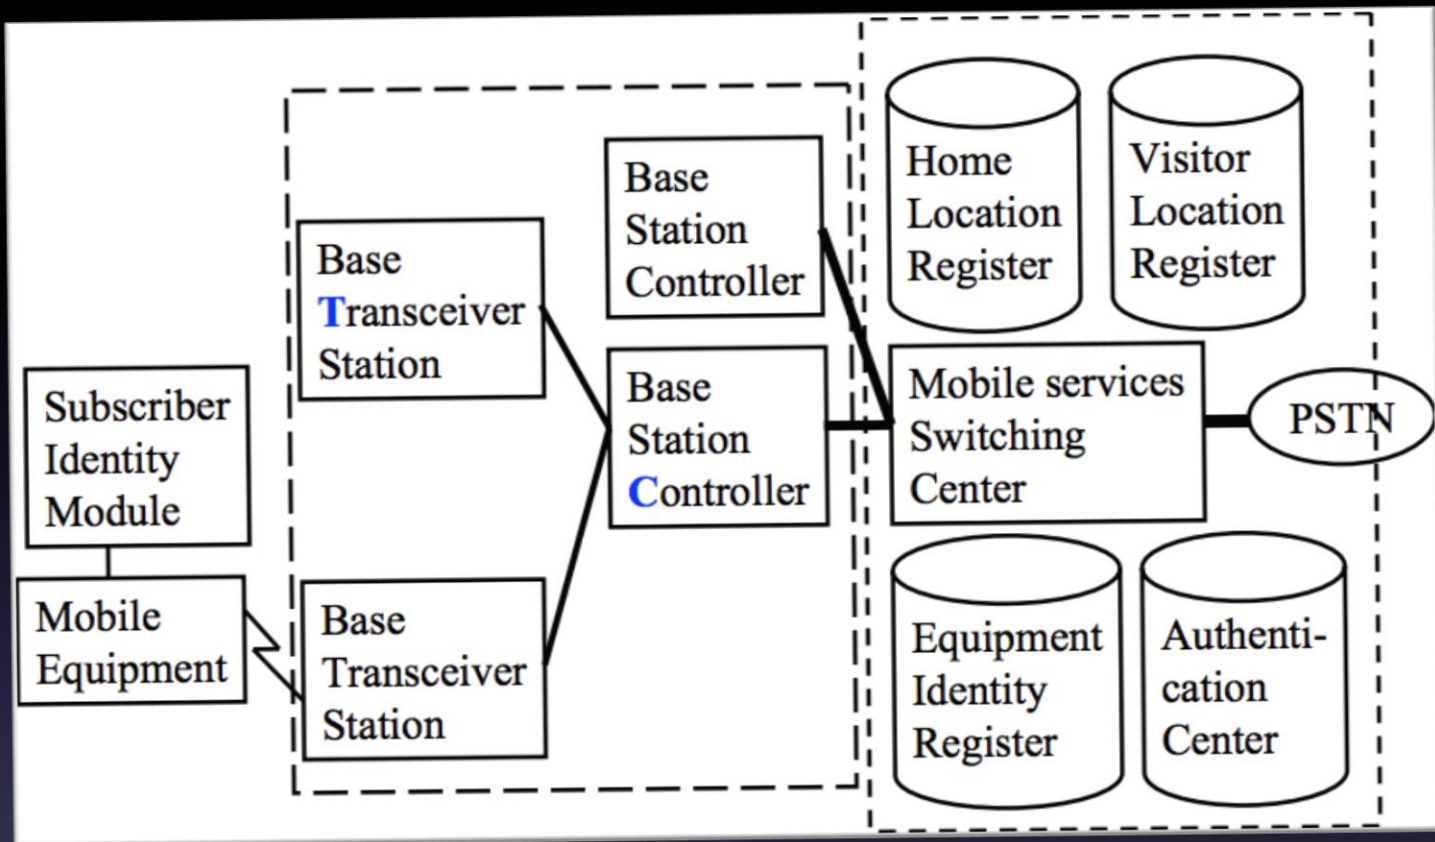 Subscriber
Identity
Module
Mobile
Equipment
Base
Transceiver
Station
Base
Transceiver
Station
Base
Station
Controller
Base
Station
Controller
Home
Location
Register
Visitor
Location
Register
Mobile services
Switching
Center
PSTN
Equipment
Identity
Register
Authenti-
cation
Center